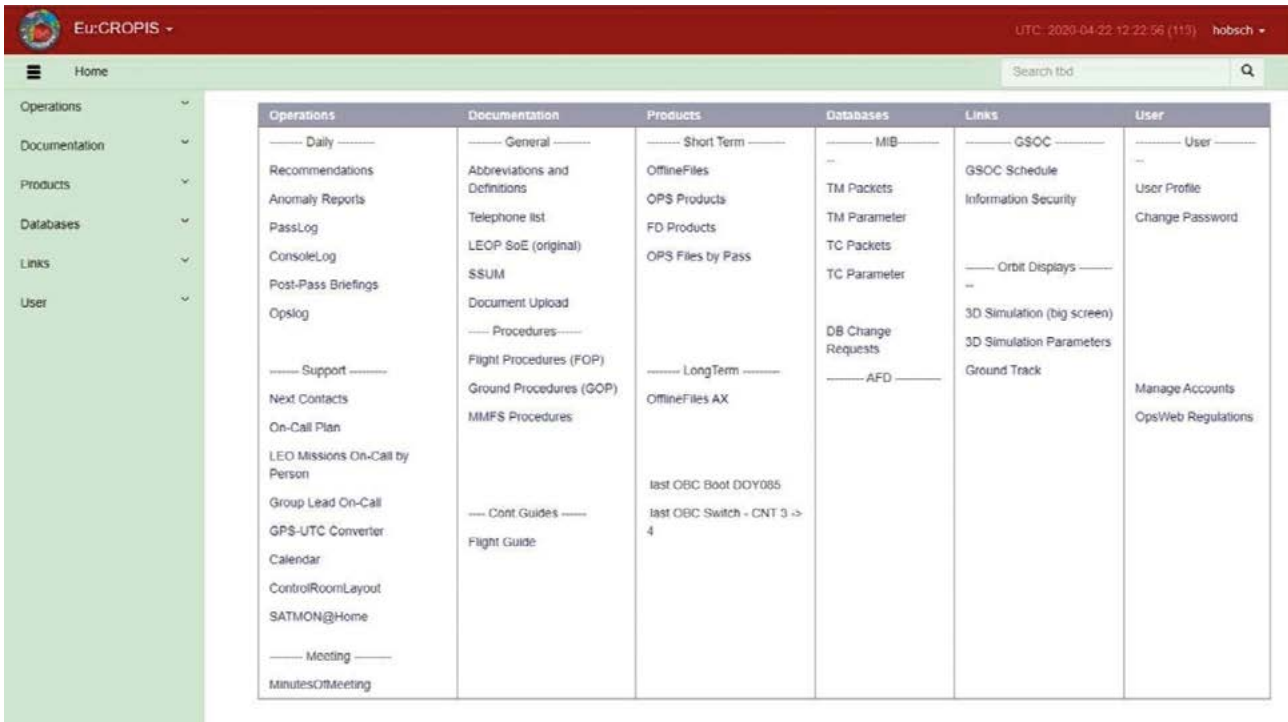 Eu:CROPIS
UTC: 2020-04-22 12:22:56 (113) hobsch
Home
Search tbd
Operations
Documentation
Products
Databases
Links
User
Operations
-------- Daily --------
Recommendations
Anomaly Reports
PassLog
ConsoleLog
Post-Pass Briefings
Opslog
-------- Support --------
Next Contacts
On-Call Plan
LEO Missions On-Call by
Person
Group Lead On-Call
GPS-UTC Converter
Calendar
ControlRoomLayout
SATMON@Home
-------- Meeting --------
MinutesOfMeeting
Documentation
-------- General --------
Abbreviations and
Definitions
Telephone list
LEOP SoE (original)
SSUM
Document Upload
----- Procedures------
Flight Procedures (FOP)
Ground Procedures (GOP)
MMFS Procedures
---- Cont Guides ------
Flight Guide
Products
-------- Short Term --------
OfflineFiles
OPS Products
FD Products
OPS Files by Pass
-------- LongTerm --------
OfflineFiles AX
last OBC Boot DOY085
last OBC Switch - CNT 3 ->
4
Databases
---------- MIB---------
--
TM Packets
TM Parameter
TC Packets
TC Parameter
DB Change
Requests
--------- AFD ----------
Links
---------- GSOC -----------
GSOC Schedule
Information Security
------- Orbit Displays --------
--
3D Simulation (big screen)
3D Simulation Parameters
Ground Track
User
----------- User ---------
--
User Profile
Change Password
Manage Accounts
OpsWeb Regulations